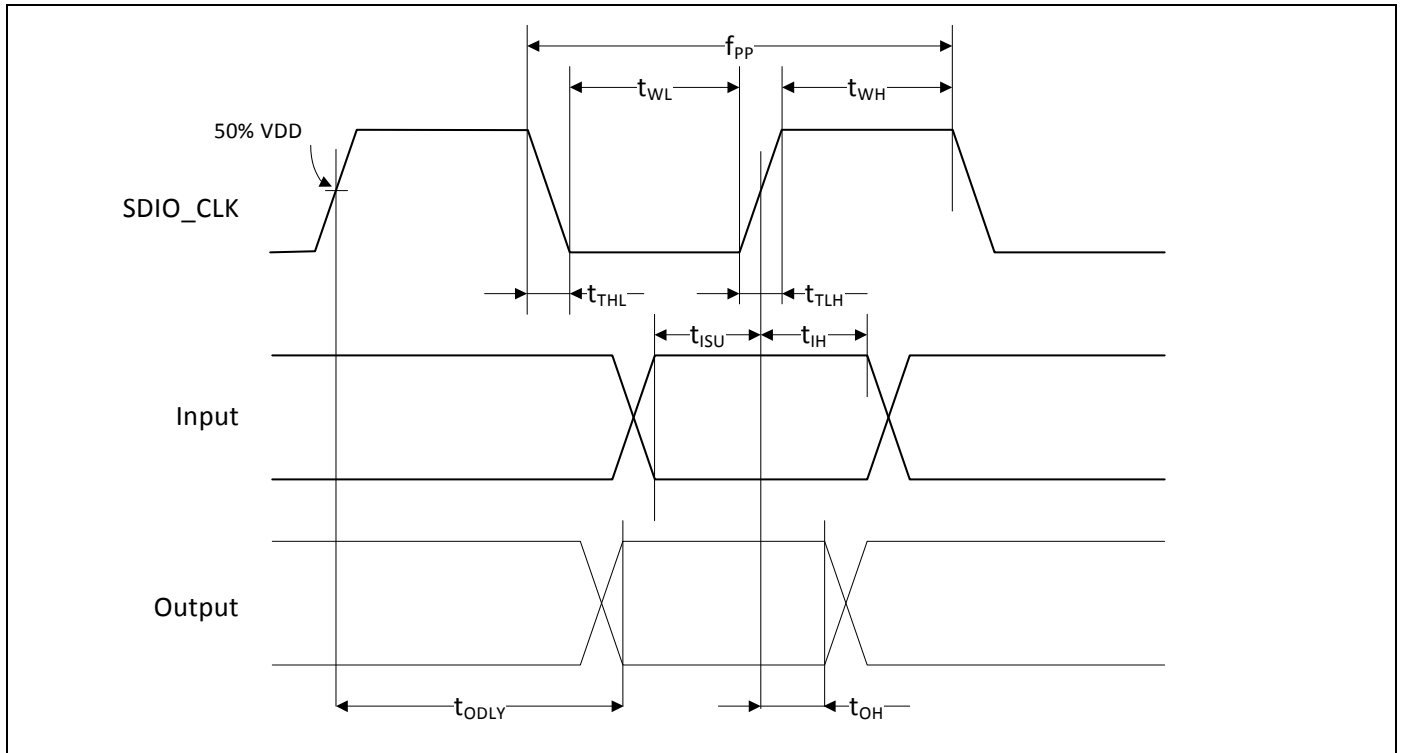 fPP
tWL
tWH
50% VDD
SDIO_CLK
tTHL
tTLH
tISU
tIH
Input
Output
tODLY
tOH